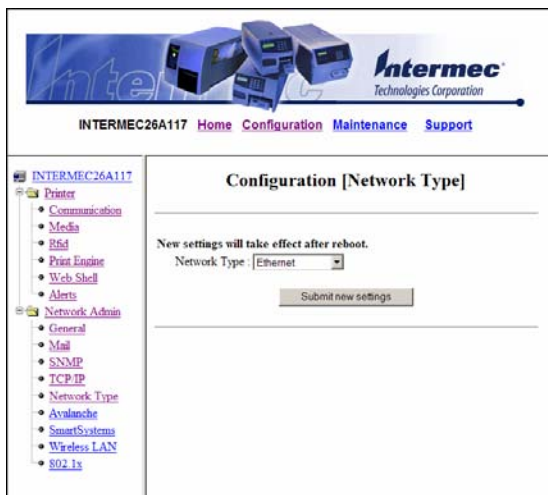 Intermec
Intermec
Technologies Corporation
INTERMEC26A117 Home Configuration Maintenance Support
INTERMEC26A117
Printer
Communication
Media
Rfid
Print Engine
Web Shell
Alerts
Network Admin
General
Mail
SNMP
TCP/IP
Network Type
Avalanche
SmartSystems
Wireless LAN
802.1x
Configuration [Network Type]
New settings will take effect after reboot.
Network Type : Ethernet
Submit new settings